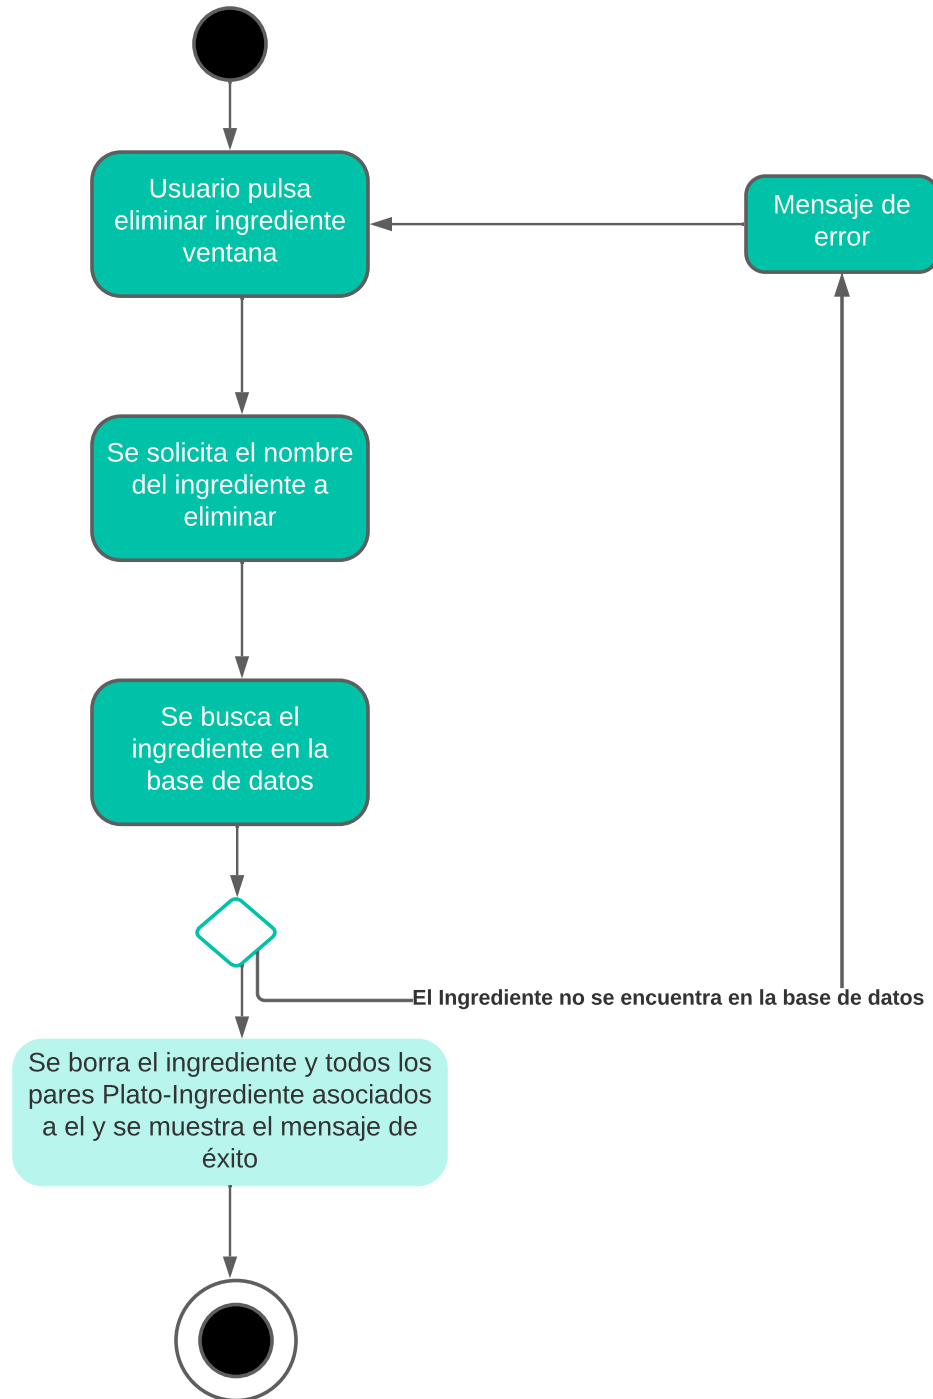 Usuario pulsa
eliminar ingrediente
ventana
Mensaje de
error
Se solicita el nombre
del ingrediente a
eliminar
Se busca el
ingrediente en la
base de datos
El Ingrediente no se encuentra en la base de datos
Se borra el ingrediente y todos los
pares Plato-Ingrediente asociados
a el y se muestra el mensaje de
éxito